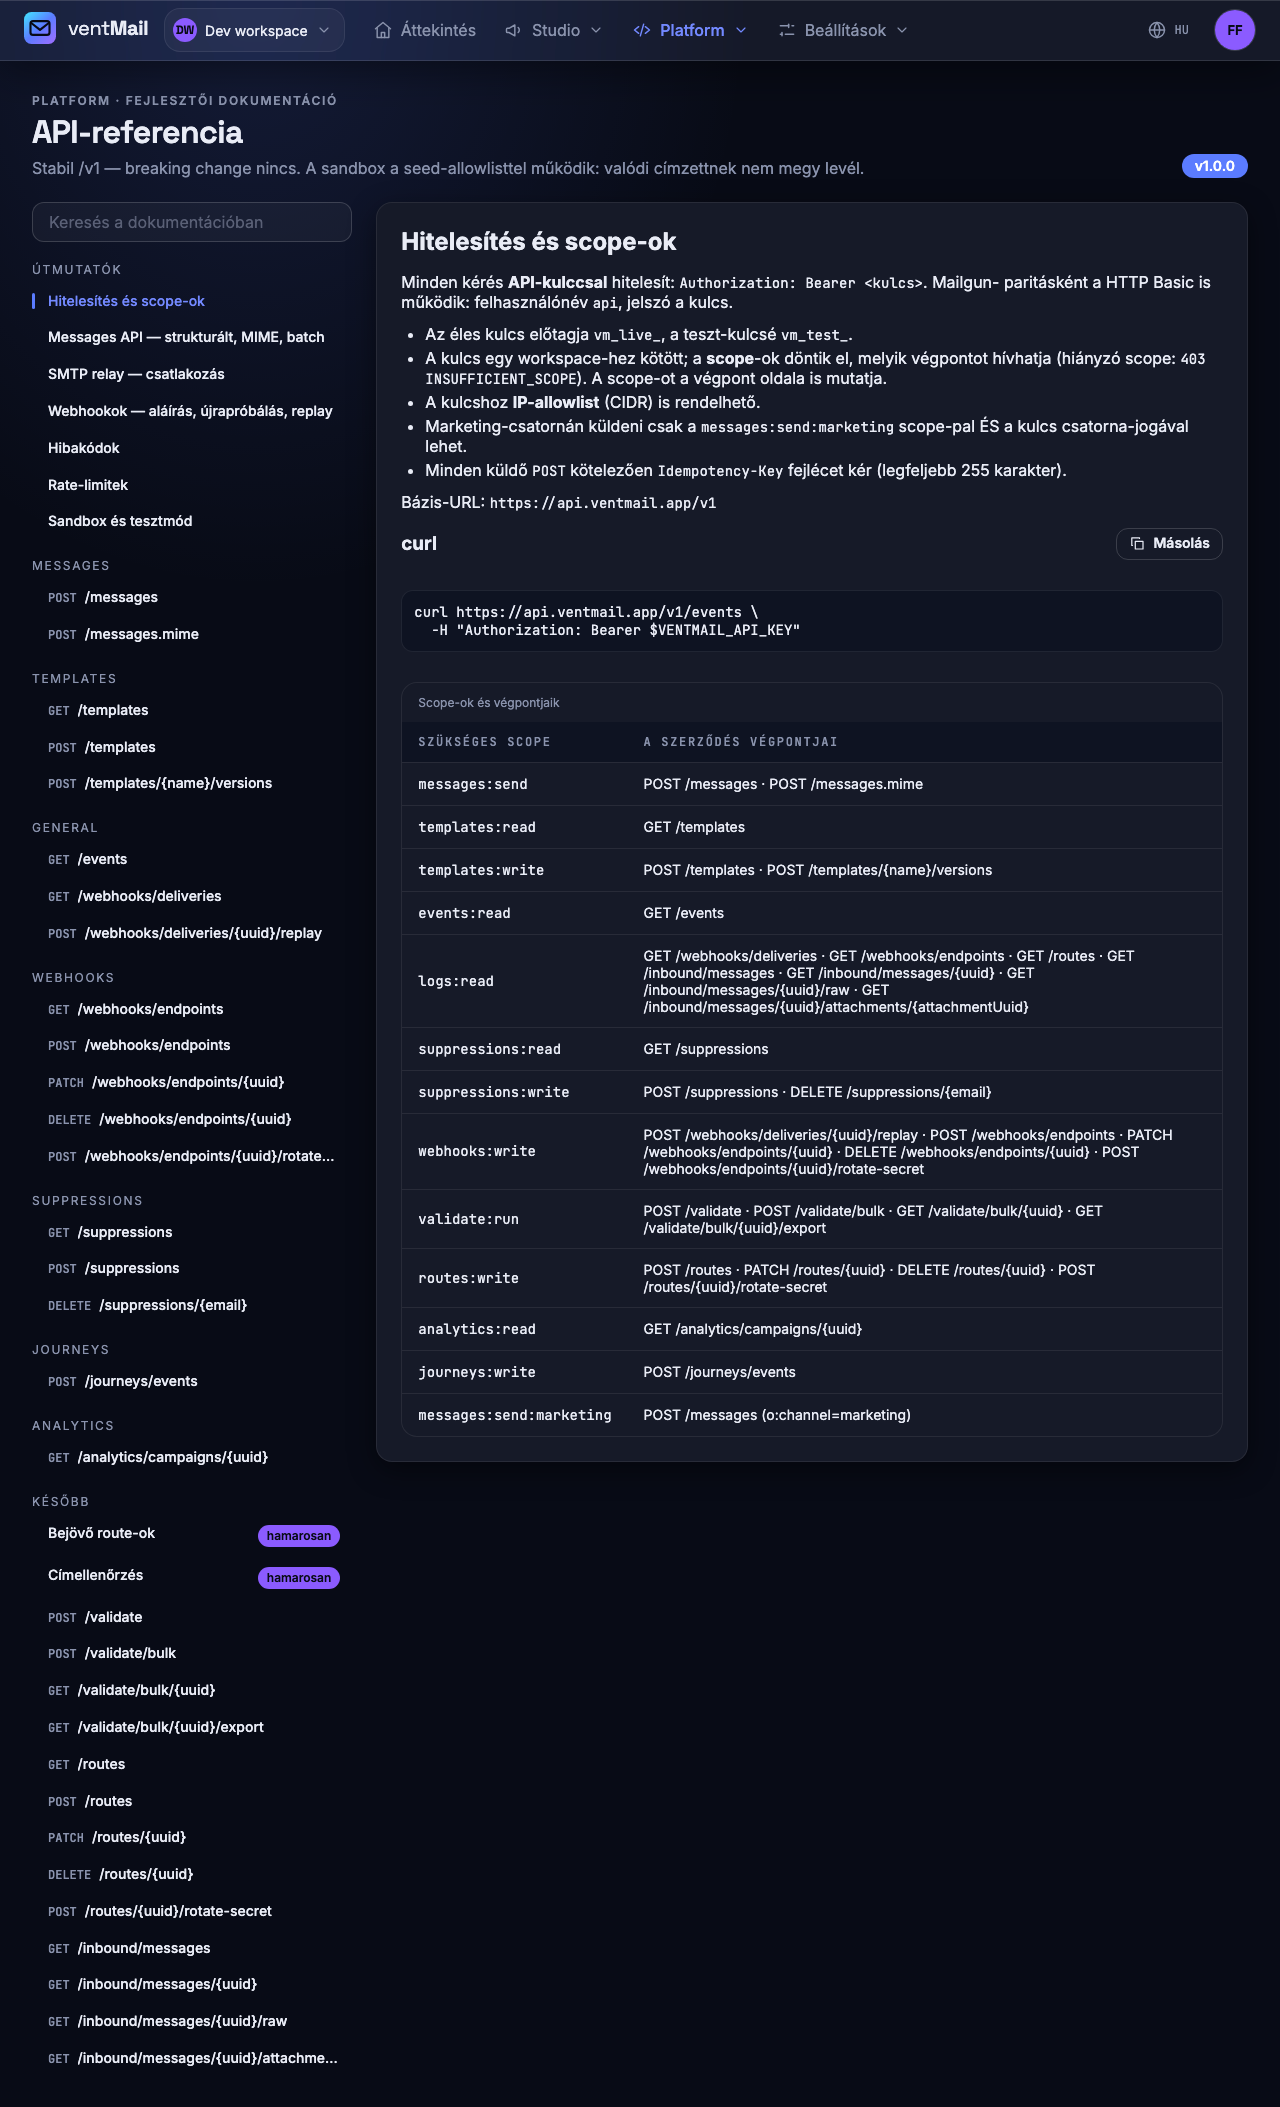 ventMail
DW Dev workspace
Áttekintés
Studio
Platform
Beállítások
HU
FF
PLATFORM · FEJLESZTŐI DOKUMENTÁCIÓ
API-referencia
Stabil /v1 — breaking change nincs. A sandbox a seed-allowlisttel működik: valódi címzettnek nem megy levél.
v1.0.0
Keresés a dokumentációban
ÚTMUTATÓK
Hitelesítés és scope-ok
Messages API — strukturált, MIME, batch
SMTP relay — csatlakozás
Webhookok — aláírás, újrapróbálás, replay
Hibakódok
Rate-limitek
Sandbox és tesztmód
MESSAGES
POST /messages
POST /messages.mime
TEMPLATES
GET /templates
POST /templates
POST /templates/{name}/versions
GENERAL
GET /events
GET /webhooks/deliveries
POST /webhooks/deliveries/{uuid}/replay
WEBHOOKS
GET /webhooks/endpoints
POST /webhooks/endpoints
PATCH /webhooks/endpoints/{uuid}
DELETE /webhooks/endpoints/{uuid}
POST /webhooks/endpoints/{uuid}/rotate...
SUPPRESSIONS
GET /suppressions
POST /suppressions
DELETE /suppressions/{email}
JOURNEYS
POST /journeys/events
ANALYTICS
GET /analytics/campaigns/{uuid}
KÉSŐBB
Bejövő route-ok hamarosan
Címellenőrzés hamarosan
POST /validate
POST /validate/bulk
GET /validate/bulk/{uuid}
GET /validate/bulk/{uuid}/export
GET /routes
POST /routes
PATCH /routes/{uuid}
DELETE /routes/{uuid}
POST /routes/{uuid}/rotate-secret
GET /inbound/messages
GET /inbound/messages/{uuid}
GET /inbound/messages/{uuid}/raw
GET /inbound/messages/{uuid}/attachme...
Hitelesítés és scope-ok
Minden kérés API-kulccsal hitelesít: Authorization: Bearer <kulcs>. Mailgun- paritásként a HTTP Basic is
működik: felhasználónév api, jelszó a kulcs.
• Az éles kulcs előtagja vm_live_, a teszt-kulcsé vm_test_.
• A kulcs egy workspace-hez kötött; a scope-ok döntik el, melyik végpontot hívhatja (hiányzó scope: 403
INSUFFICIENT_SCOPE). A scope-ot a végpont oldala is mutatja.
• A kulcshoz IP-allowlist (CIDR) is rendelhető.
• Marketing-csatornán küldeni csak a messages:send:marketing scope-pal ÉS a kulcs csatorna-jogával
lehet.
• Minden küldő POST kötelezően Idempotency-Key fejlécet kér (legfeljebb 255 karakter).
Bázis-URL: https://api.ventmail.app/v1
curl
Másolás
curl https://api.ventmail.app/v1/events \
-H "Authorization: Bearer $VENTMAIL_API_KEY"
Scope-ok és végpontjaik
SZÜKSÉGES SCOPE A SZERZŐDÉS VÉGPONTJAI
messages:send POST /messages · POST /messages.mime
templates:read GET /templates
templates:write POST /templates · POST /templates/{name}/versions
events:read GET /events
logs:read GET /webhooks/deliveries · GET /webhooks/endpoints · GET /routes · GET
/inbound/messages · GET /inbound/messages/{uuid} · GET
/inbound/messages/{uuid}/raw · GET
/inbound/messages/{uuid}/attachments/{attachmentUuid}
suppressions:read GET /suppressions
suppressions:write POST /suppressions · DELETE /suppressions/{email}
webhooks:write POST /webhooks/deliveries/{uuid}/replay · POST /webhooks/endpoints · PATCH
/webhooks/endpoints/{uuid} · DELETE /webhooks/endpoints/{uuid} · POST
/webhooks/endpoints/{uuid}/rotate-secret
validate:run POST /validate · POST /validate/bulk · GET /validate/bulk/{uuid} · GET
/validate/bulk/{uuid}/export
routes:write POST /routes · PATCH /routes/{uuid} · DELETE /routes/{uuid} · POST
/routes/{uuid}/rotate-secret
analytics:read GET /analytics/campaigns/{uuid}
journeys:write POST /journeys/events
messages:send:marketing POST /messages (o:channel=marketing)